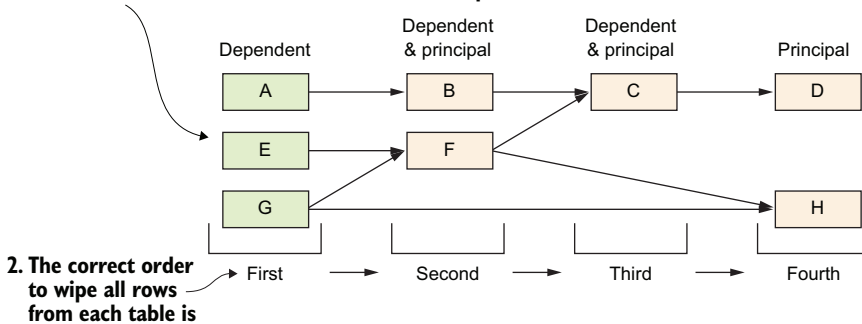 Dependent
Dependent
& principal
Dependent
& principal
Principal
A
B
C
D
E
F
G
H
2. The correct order
to wipe all rows
from each table is
First
Second
Third
Fourth